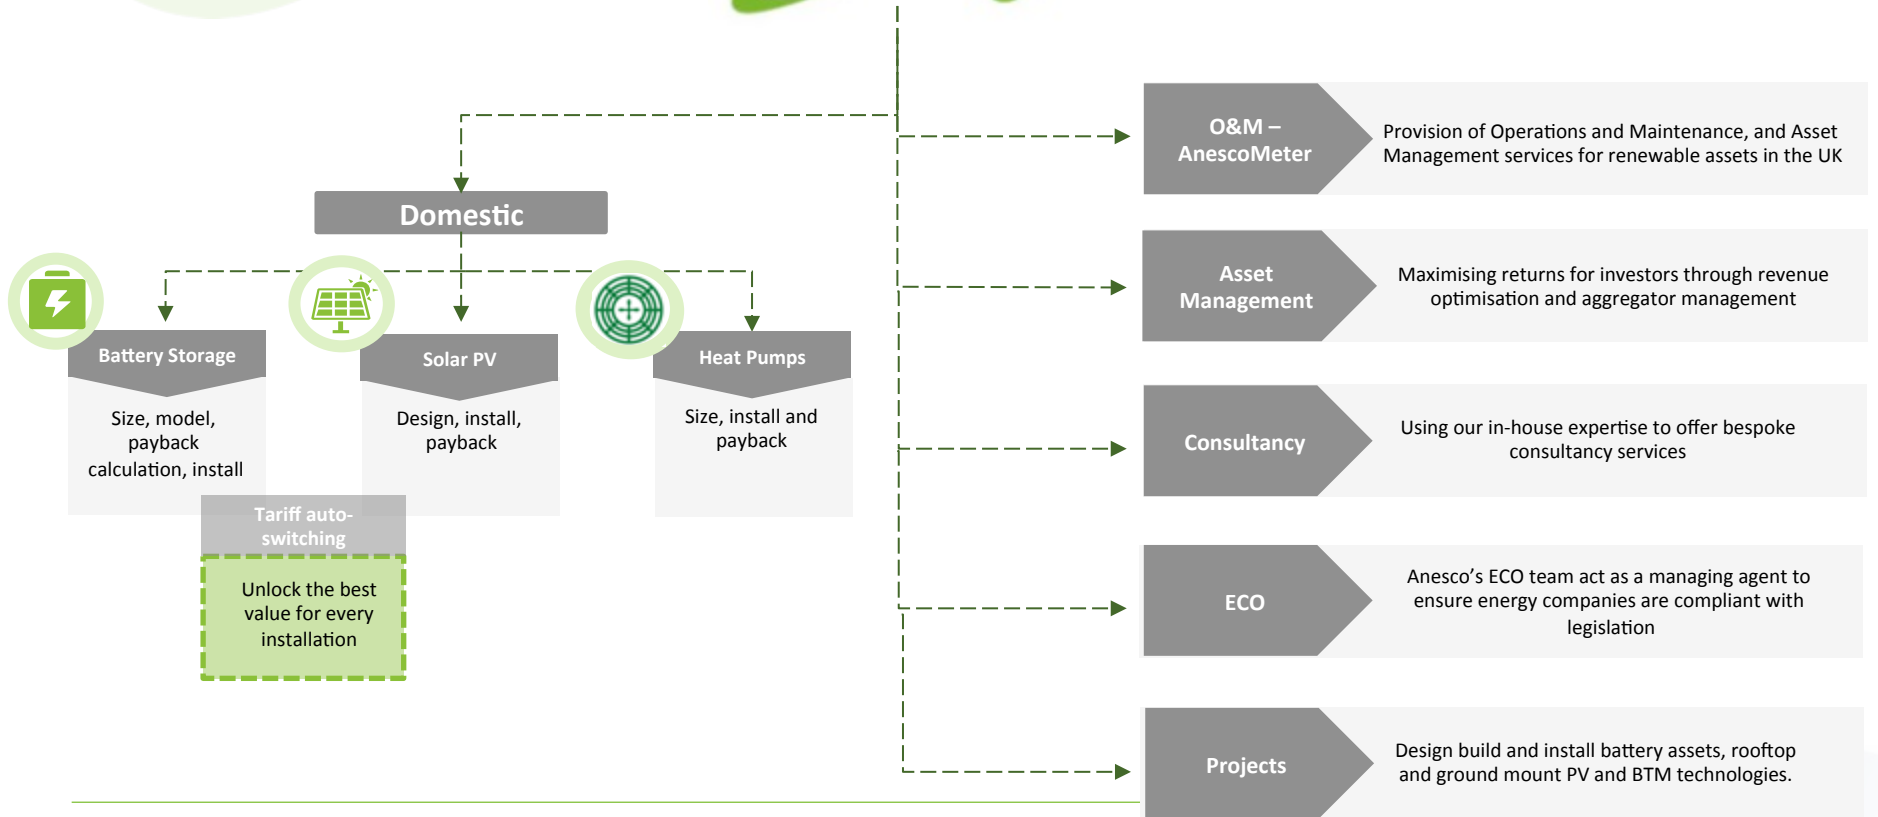 Domestic
Battery Storage
Size, model,
payback
calculation, install
Solar PV
Design, install,
payback
Heat Pumps
Size, install and
payback
Tariff auto-
switching
Unlock the best
value for every
installation
O&M –
AnescoMeter
Provision of Operations and Maintenance, and Asset
Management services for renewable assets in the UK
Asset
Management
Maximising returns for investors through revenue
optimisation and aggregator management
Consultancy
Using our in-house expertise to offer bespoke
consultancy services
ECO
Anesco’s ECO team act as a managing agent to
ensure energy companies are compliant with
legislation
Projects
Design build and install battery assets, rooftop
and ground mount PV and BTM technologies.